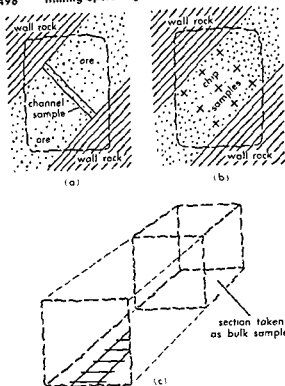 498
wall rock
ore
channel
sample
ore
wall rock
(a)
wall rock
chip
samples
wall rock
(b)
section taken
as bulk sample
(c)